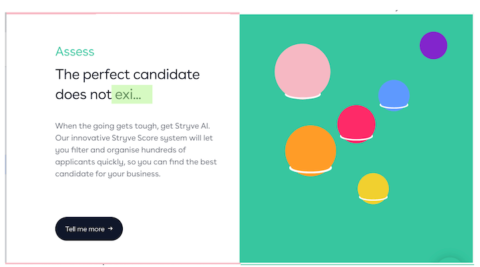 Assess
The perfect candidate
does not exi...
When the going gets tough, get Stryve AI.
Our innovative Stryve Score system will let
you filter and organise hundreds of
applicants quickly, so you can find the best
candidate for your business.
Tell me more →